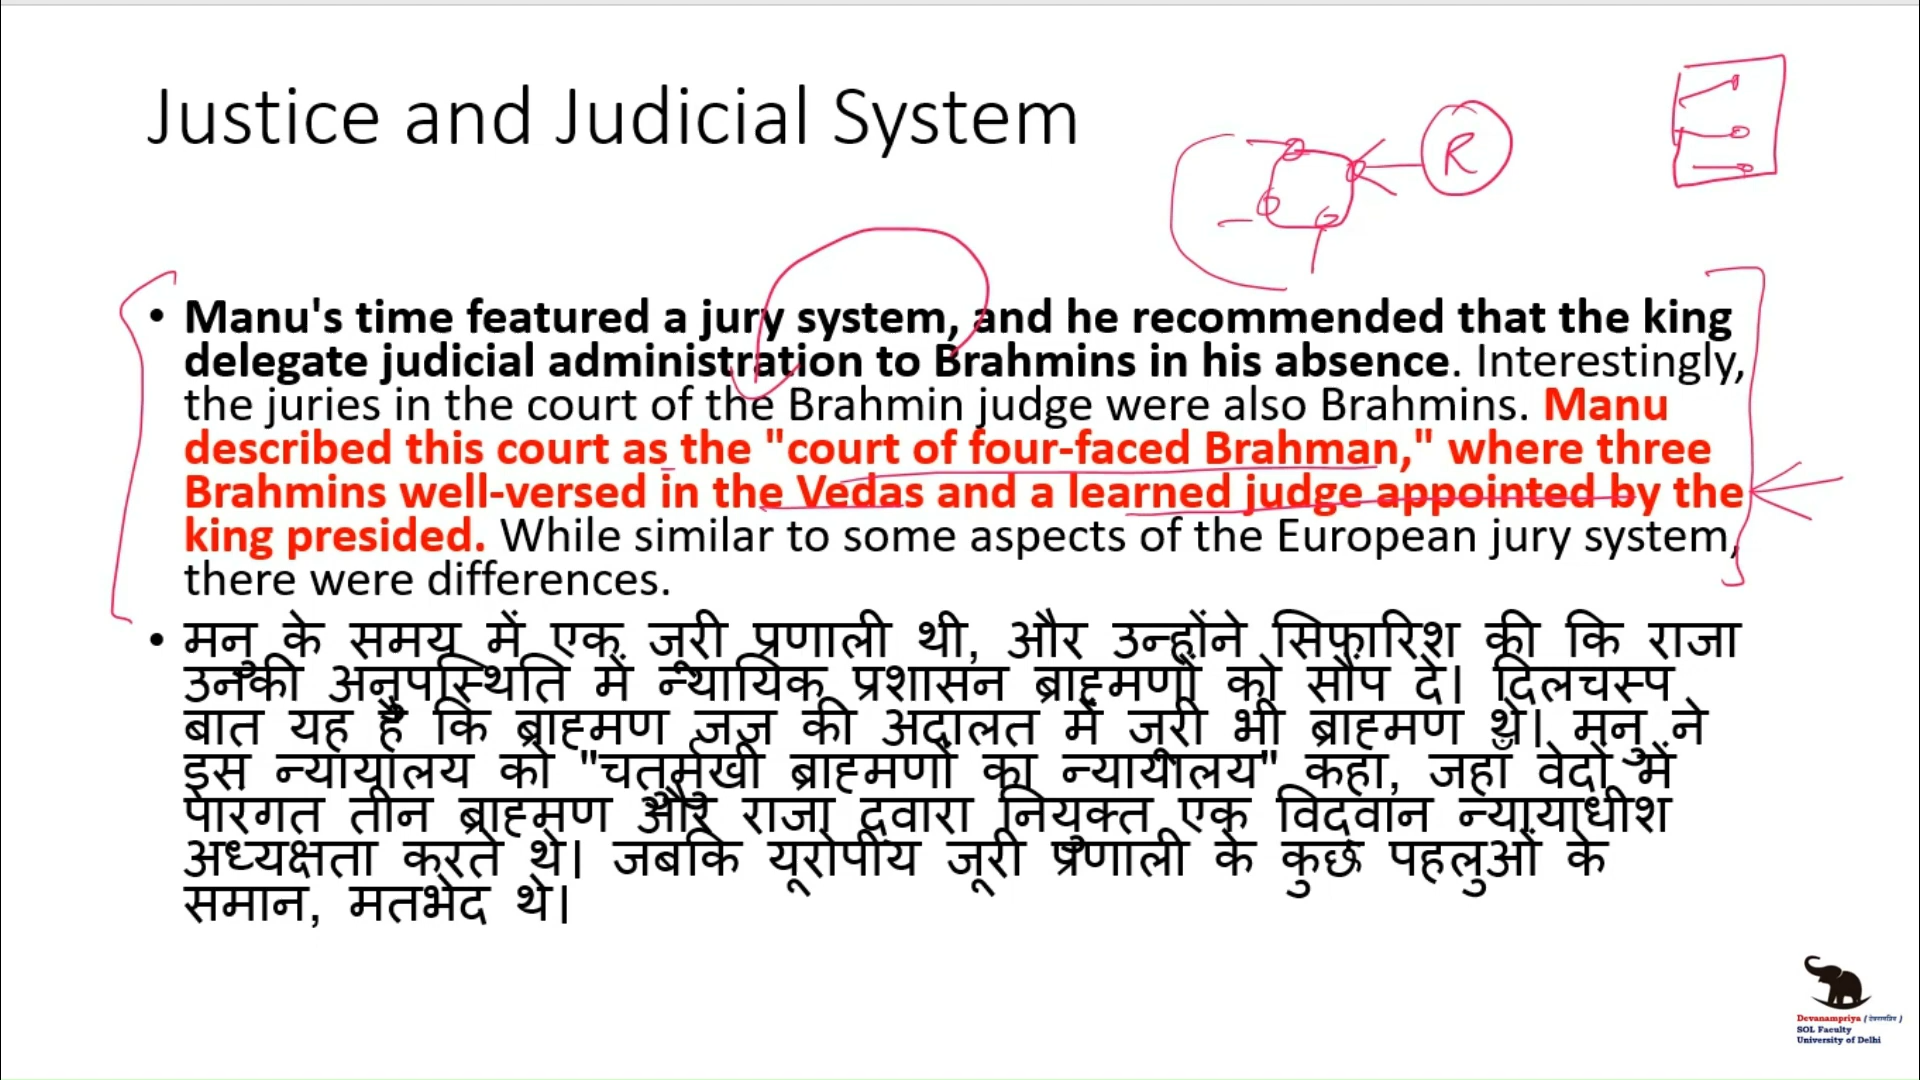 Justice and Judicial System
R
• Manu's time featured a jury system, and he recommended that the king
delegate judicial administration to Brahmins in his absence. Interestingly,
the juries in the court of the Brahmin judge were also Brahmins. Manu
described this court as the "court of four-faced Brahman," where three
Brahmins well-versed in the Vedas and a learned judge appointed by the
king presided. While similar to some aspects of the European jury system,
there were differences.
• मनु के समय में एक जूरी प्रणाली थी, और उन्होंने सिफ़ारिश की कि राजा
उनकी अनुपस्थिति में न्यायिक प्रशासन ब्राह्मणों को सौंप दे। दिलचस्प
बात यह है कि ब्राह्मण जज की अदालत में जूरी भी ब्राह्मण थे। मनु ने
इस न्यायालय को "चतुर्मुखी ब्राह्मणों का न्यायालय" कहा, जहाँ वेदों में
पारंगत तीन ब्राह्मण और राजा द्वारा नियुक्त एक विद्वान न्यायाधीश
अध्यक्षता करते थे। जबकि यूरोपीय जूरी प्रणाली के कुछ पहलुओं के
समान, मतभेद थे।
Devanampriya ( देवानामप्रिय )
SOL Faculty
University of Delhi